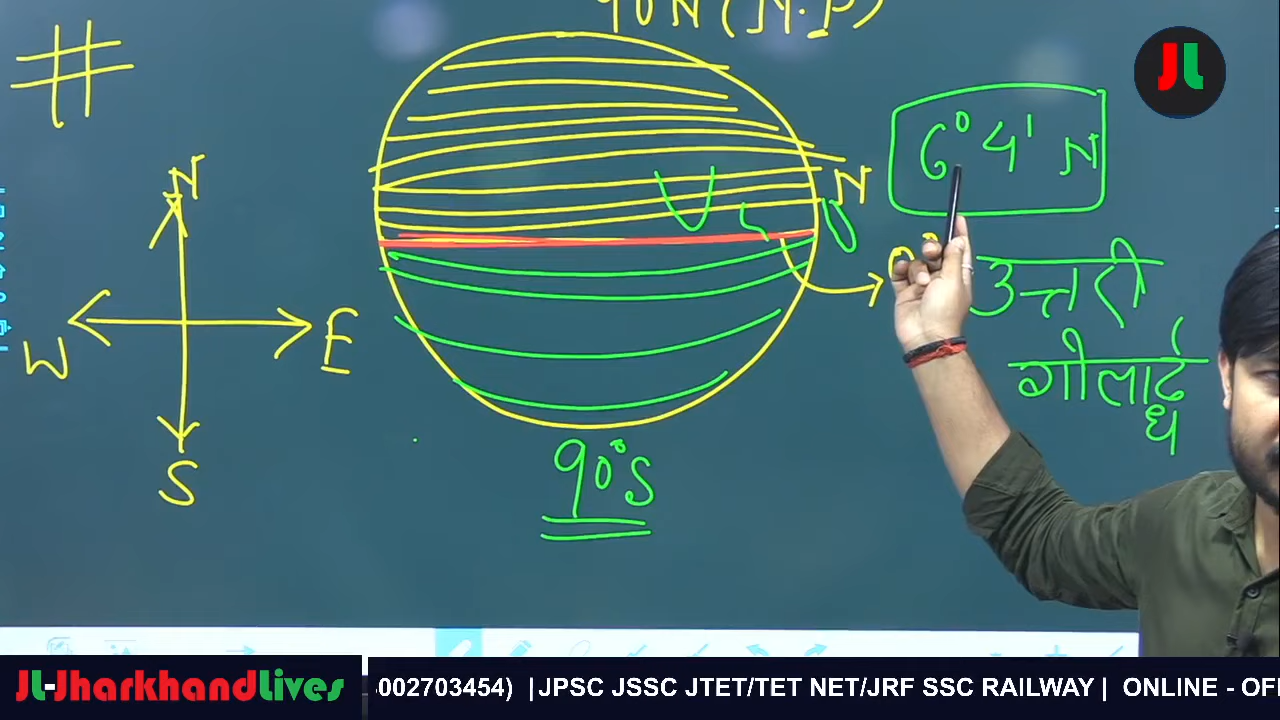 90 N (N.P)
#
JL
6° 4' N
N
N
0°
उत्तरी
W
E
गोलार्द्ध
S
90°S
JL-JharkhandLives
002703454) | JPSC JSSC JTET/TET NET/JRF SSC RAILWAY | ONLINE - OF